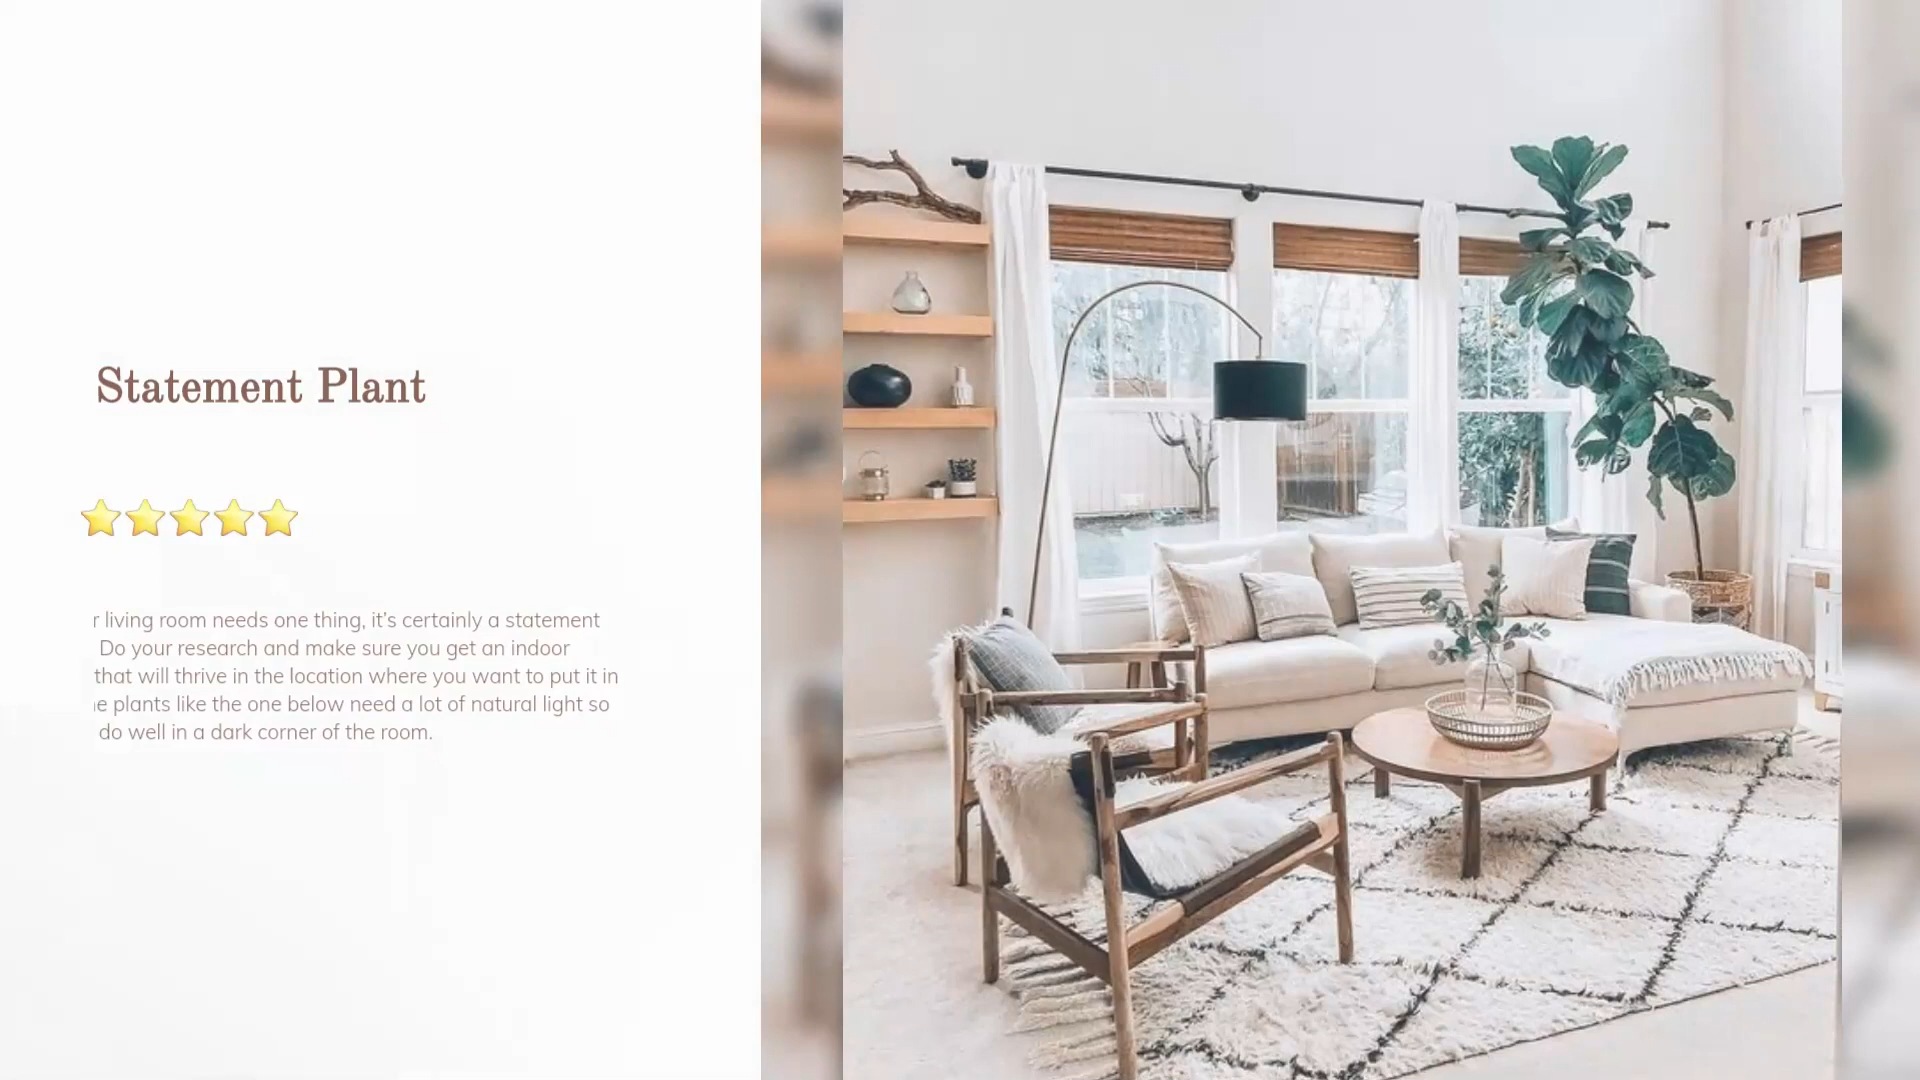 Statement Plant
living room needs one thing, it's certainly a statement
Do your research and make sure you get an indoor
that will thrive in the location where you want to put it in
plants like the one below need a lot of natural light so
do well in a dark corner of the room.